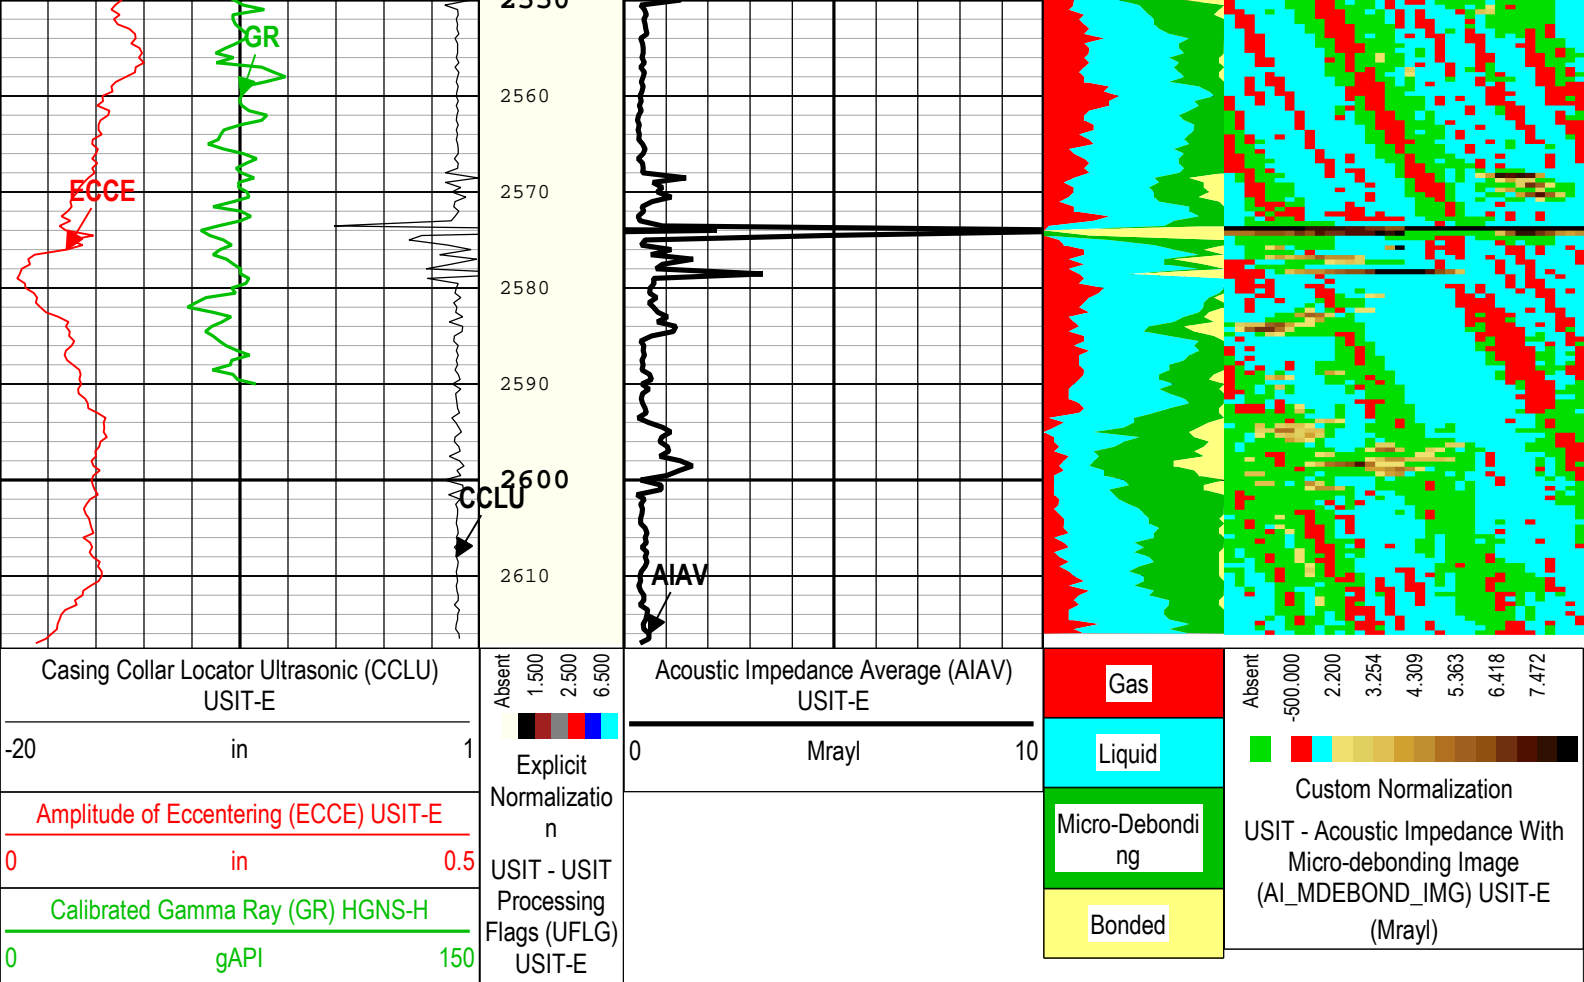 2550
GR
2560
2570
ECCE
2580
2590
2600
CCLU
2610
AIAV
Casing Collar Locator Ultrasonic (CCLU)
USIT-E
-20 in 1
Amplitude of Eccentering (ECCE) USIT-E
0 in 0.5
Calibrated Gamma Ray (GR) HGNS-H
0 gAPI 150
Absent
1.500
2.500
6.500
Explicit
Normalizatio
n
USIT - USIT
Processing
Flags (UFLG)
USIT-E
Acoustic Impedance Average (AIAV)
USIT-E
0 Mrayl 10
Gas
Liquid
Micro-Debondi
ng
Bonded
Absent
-500.000
2.200
3.254
4.309
5.363
6.418
7.472
Custom Normalization
USIT - Acoustic Impedance With
Micro-debonding Image
(AI_MDEBOND_IMG) USIT-E
(Mrayl)